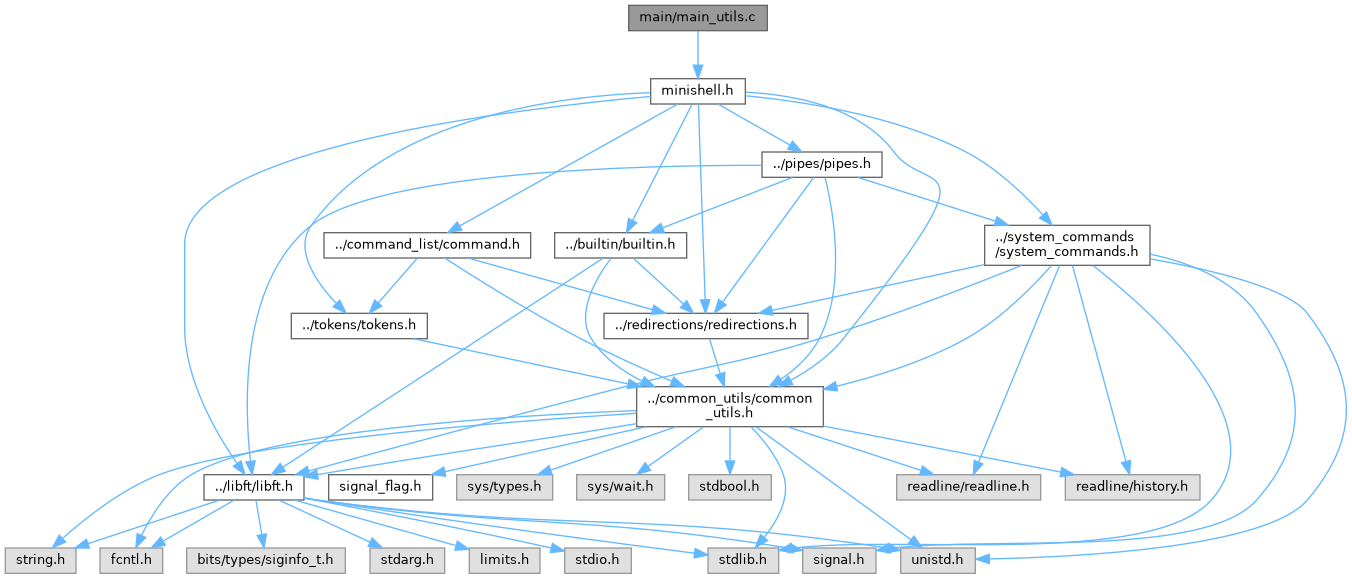 main/main_utils.c
minishell.h
../pipes/pipes.h
../command_list/command.h
../builtin/builtin.h
../system_commands
/system_commands.h
../tokens/tokens.h
../redirections/redirections.h
../common_utils/common
_utils.h
../libft/libft.h
signal_flag.h
sys/types.h
sys/wait.h
stdbool.h
readline/readline.h
readline/history.h
string.h
fcntl.h
bits/types/siginfo_t.h
stdarg.h
limits.h
stdio.h
stdlib.h
signal.h
unistd.h